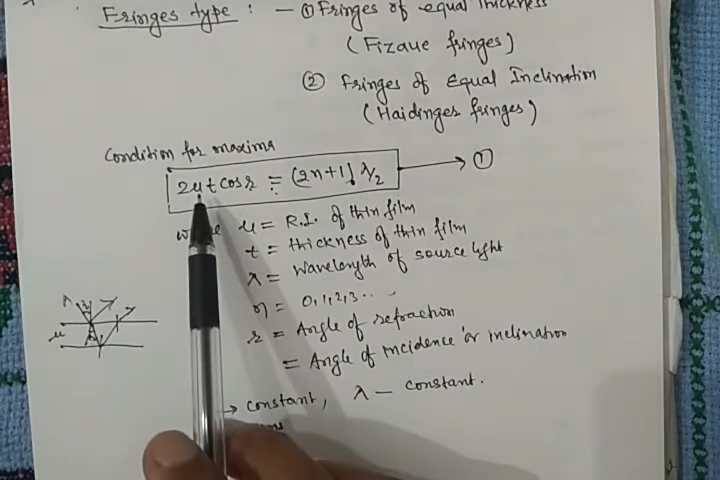 Fringes type : - ① Fringes of equal thickness
(Fizaue fringes)
② Fringes of Equal Inclination
(Haidinges fringes)
Condition for maxima
2μt cos r = (2n+1) λ/2 → ①
μ = R.I. of thin film
t = thickness of thin film
λ = Wavelength of source light
n = 0,1,2,3...
r = Angle of refraction
= Angle of incidence or inclination
μ
→ constant, λ - constant.